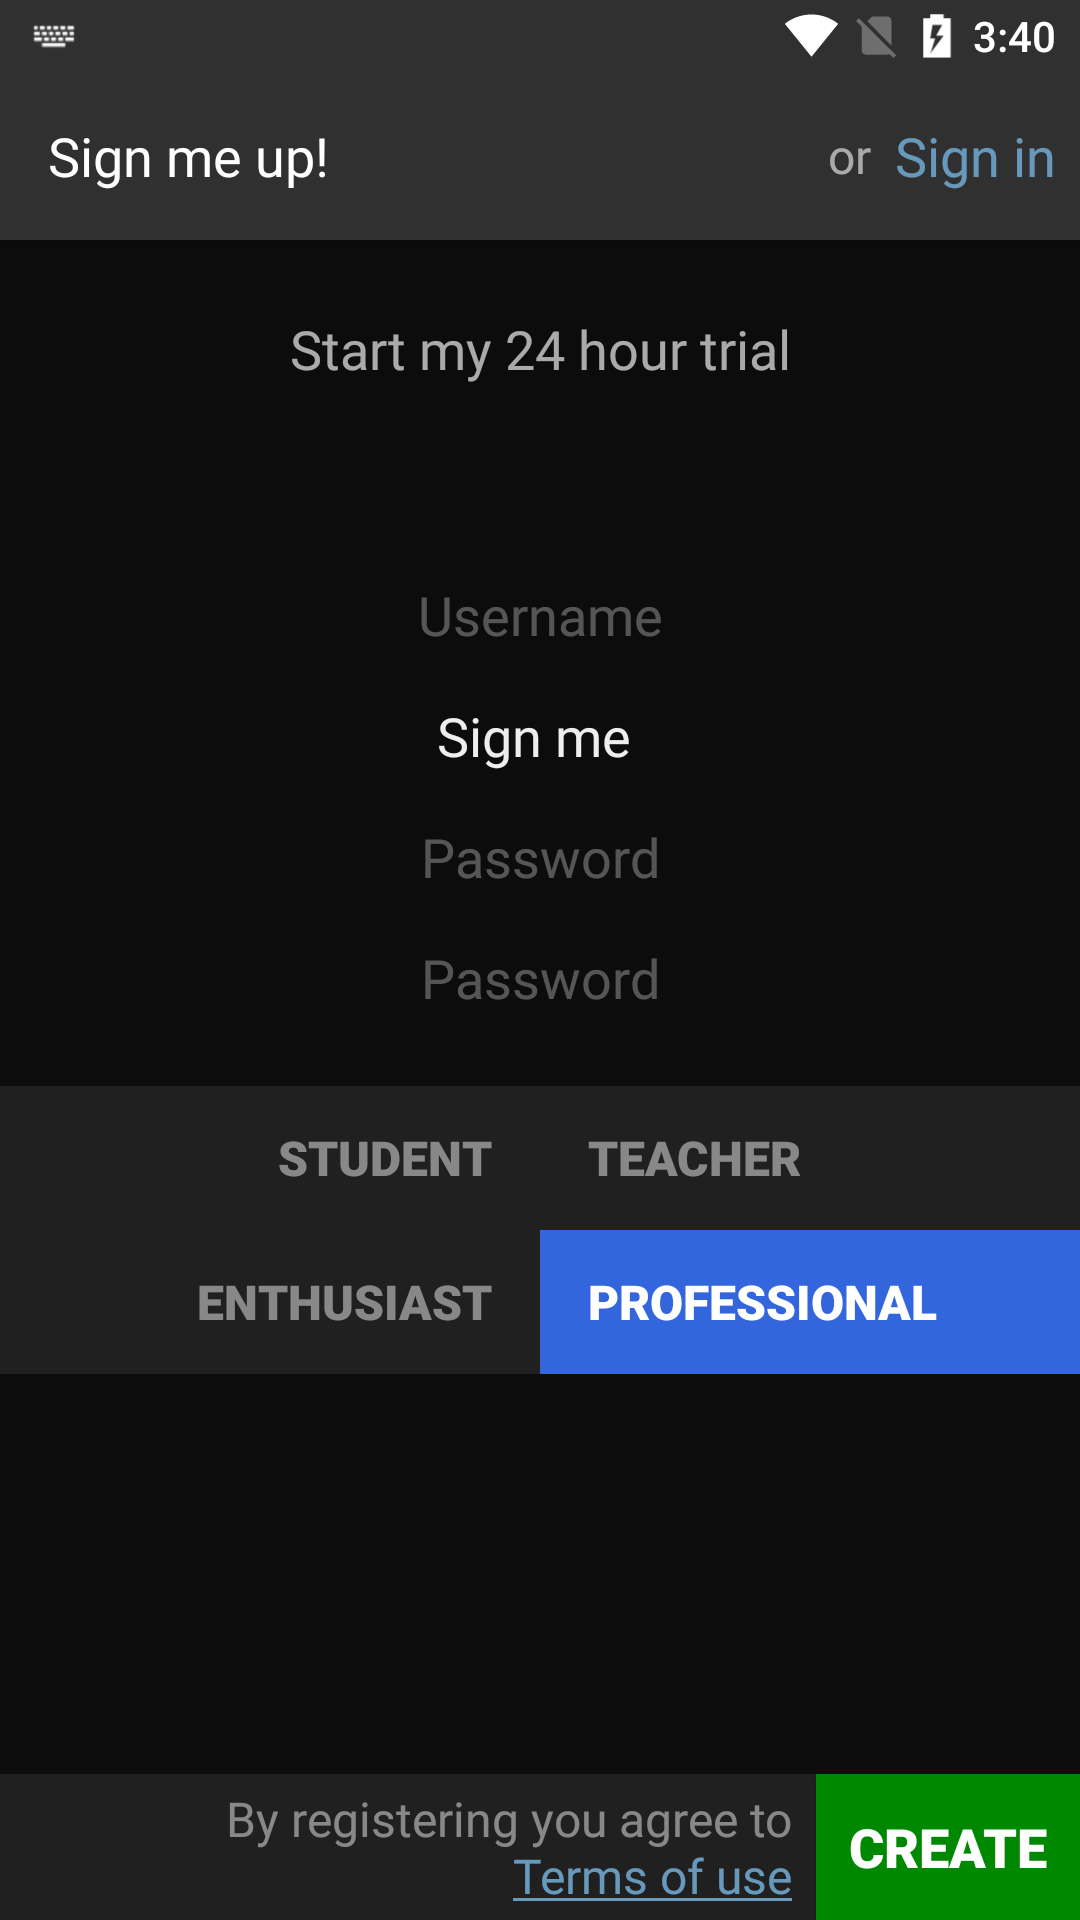 3:40
Sign me up!
or Sign in
Start my 24 hour trial
Username
Sign me
Password
Password
STUDENT
TEACHER
ENTHUSIAST
PROFESSIONAL
By registering you agree to
Terms of use
CREATE